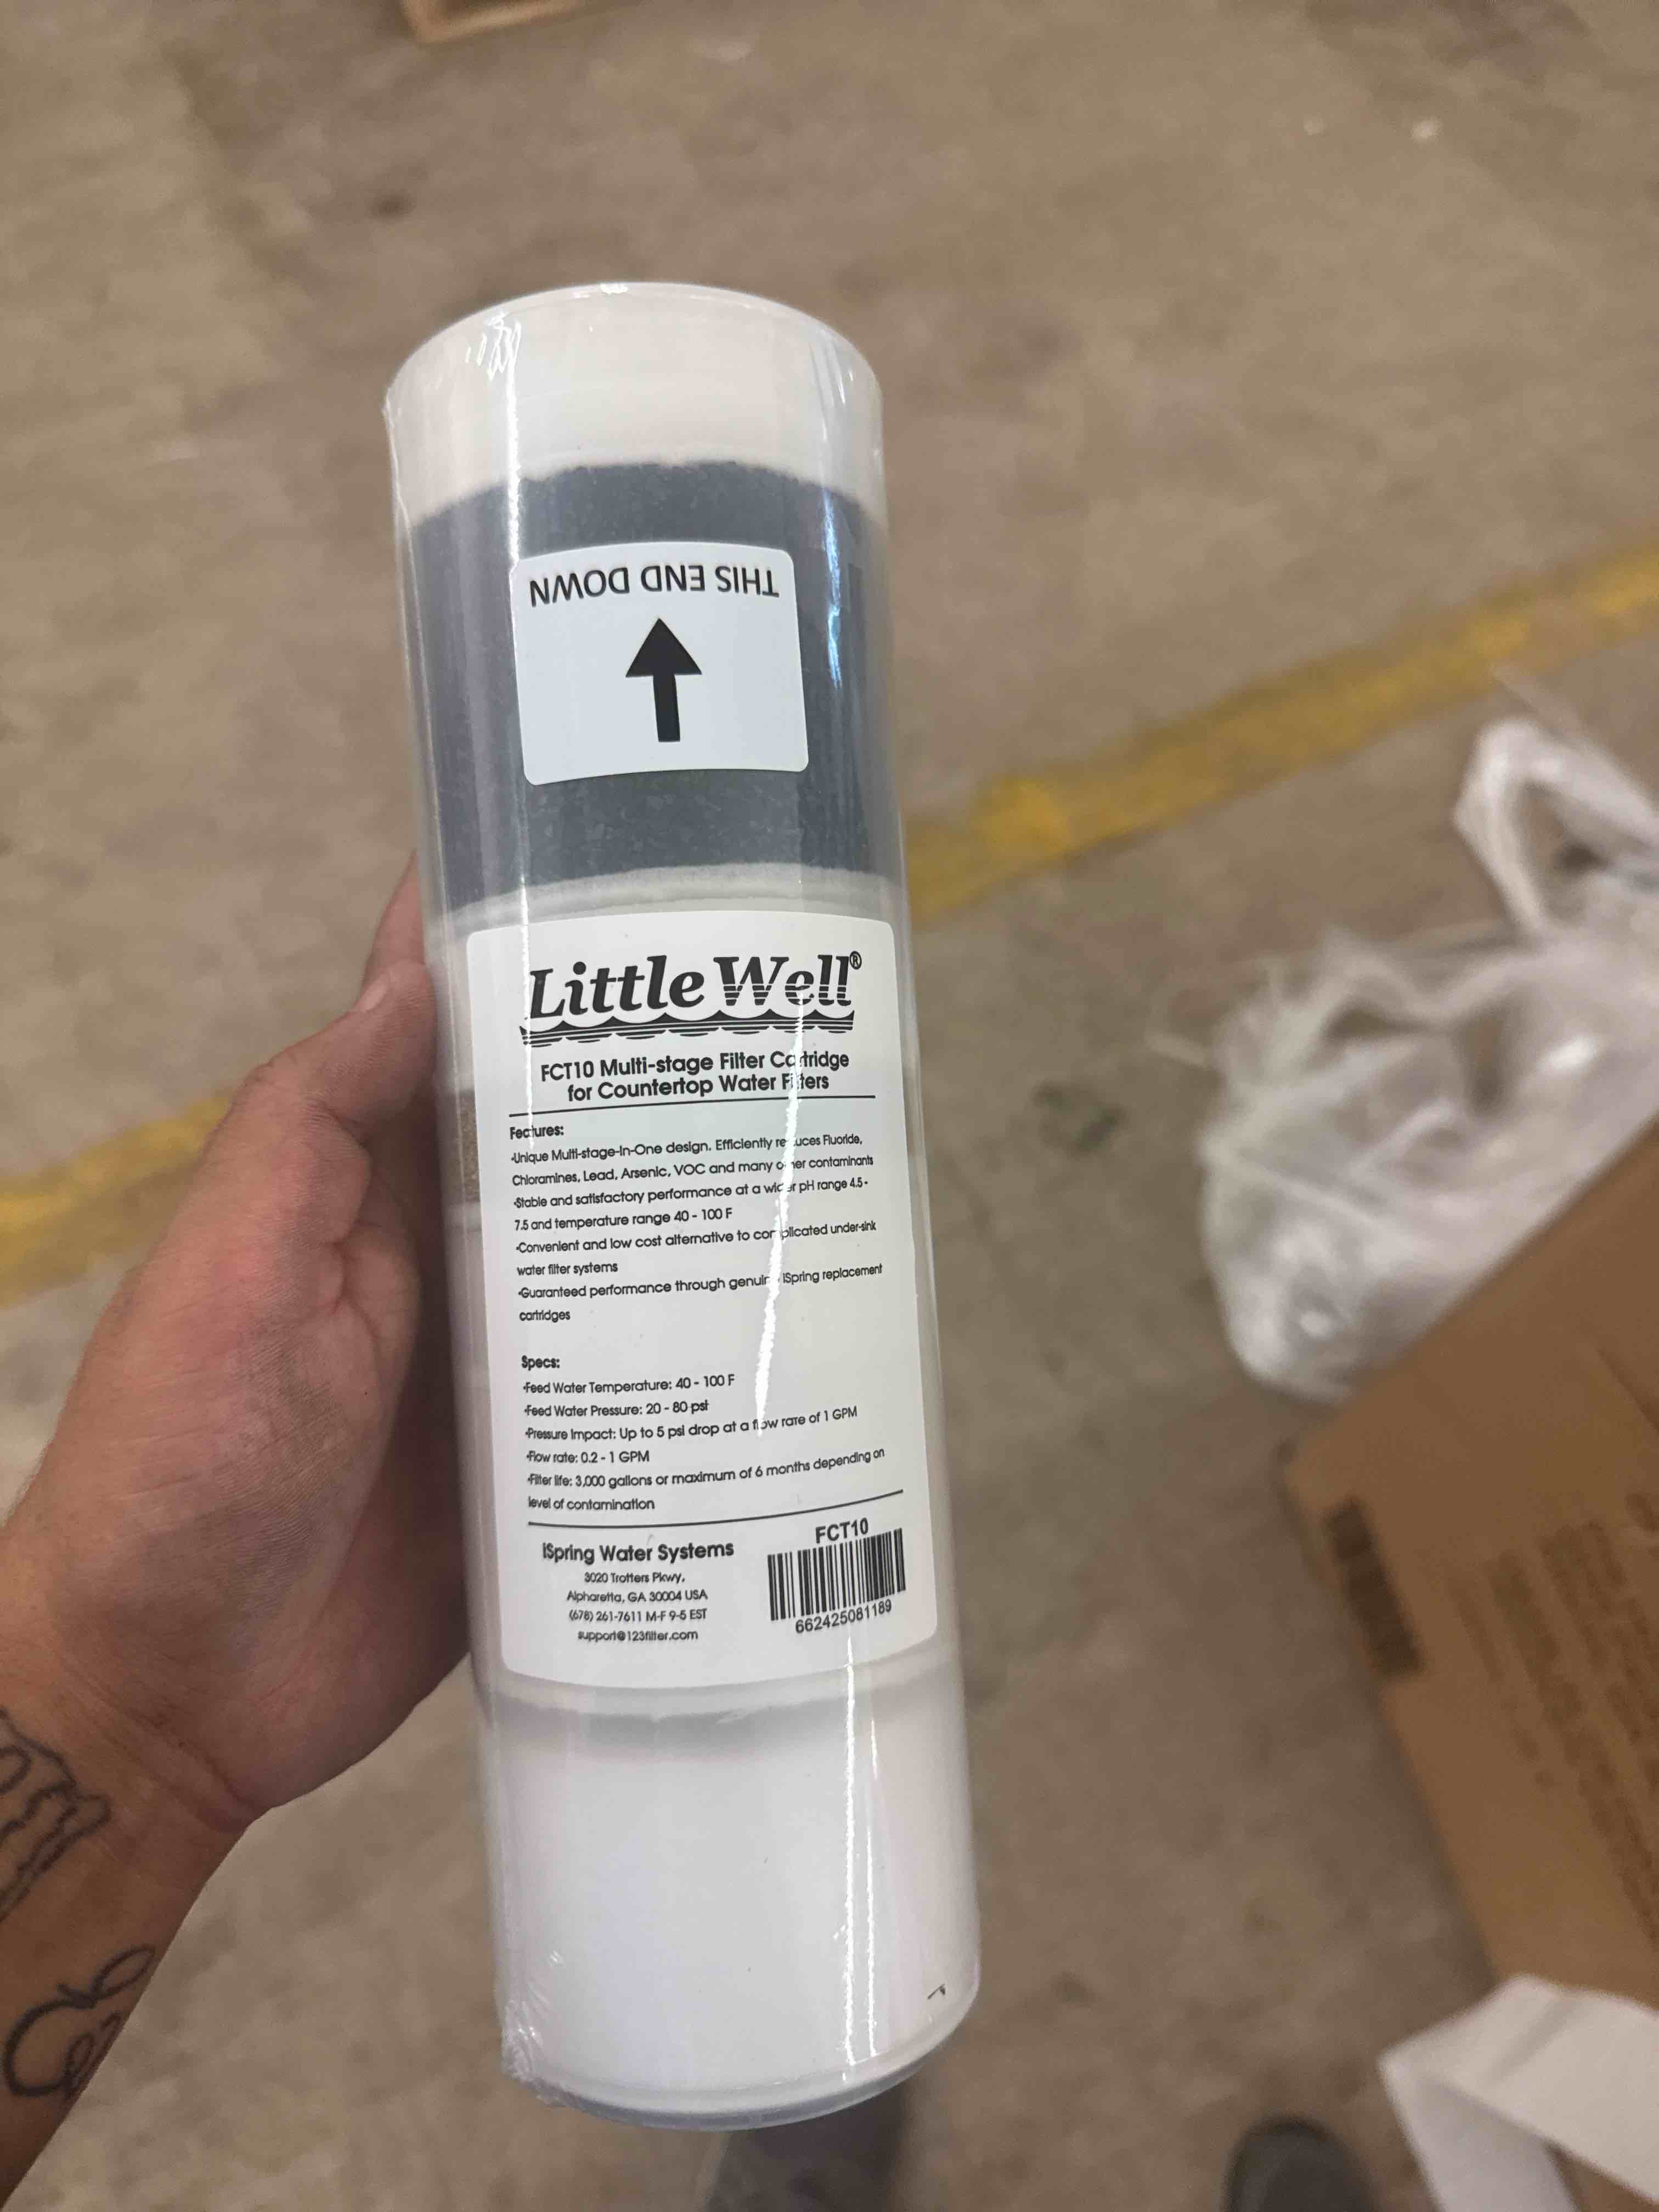 THIS END DOWN
Little Well®
FCT10 Multi-stage Filter Cartridge
for Countertop Water Filters
Features:
•Unique Multi-stage-in-One design. Efficiently reduces Fluoride,
Chloramines, Lead, Arsenic, VOC and many other contaminants
•Stable and satisfactory performance at a wider pH range 4.5 -
7.5 and temperature range 40 - 100 F
•Convenient and low cost alternative to complicated under-sink
water filter systems
•Guaranteed performance through genuine iSpring replacement
cartridges
Specs:
•Feed Water Temperature: 40 - 100 F
•Feed Water Pressure: 20 - 80 psi
•Pressure Impact: Up to 5 psi drop at a flow rate of 1 GPM
•Flow rate: 0.2 - 1 GPM
•Filter life: 3,000 gallons or maximum of 6 months depending on
level of contamination
iSpring Water Systems
3020 Trotters Pkwy,
Alpharetta, GA 30004 USA
(678) 261-7611 M-F 9-5 EST
support@123filter.com
FCT10
662425081189